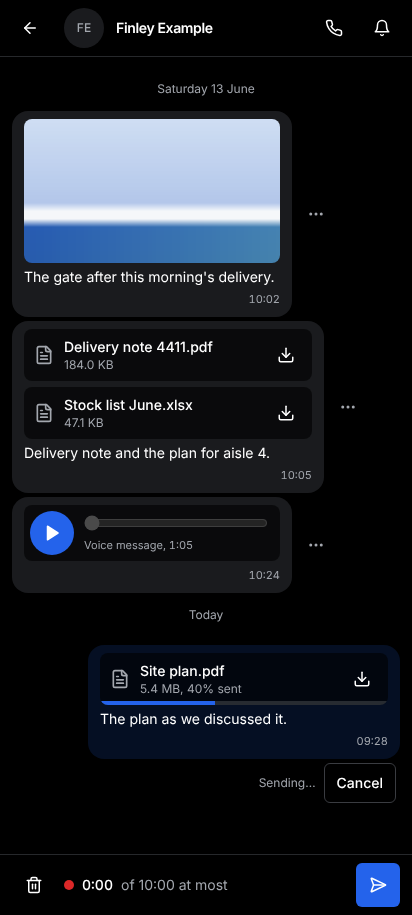 FE
Finley Example
Saturday 13 June
The gate after this morning's delivery.
10:02
Delivery note 4411.pdf
184.0 KB
Stock list June.xlsx
47.1 KB
Delivery note and the plan for aisle 4.
10:05
Voice message, 1:05
10:24
Today
Site plan.pdf
5.4 MB, 40% sent
The plan as we discussed it.
09:28
Sending...
Cancel
0:00 of 10:00 at most